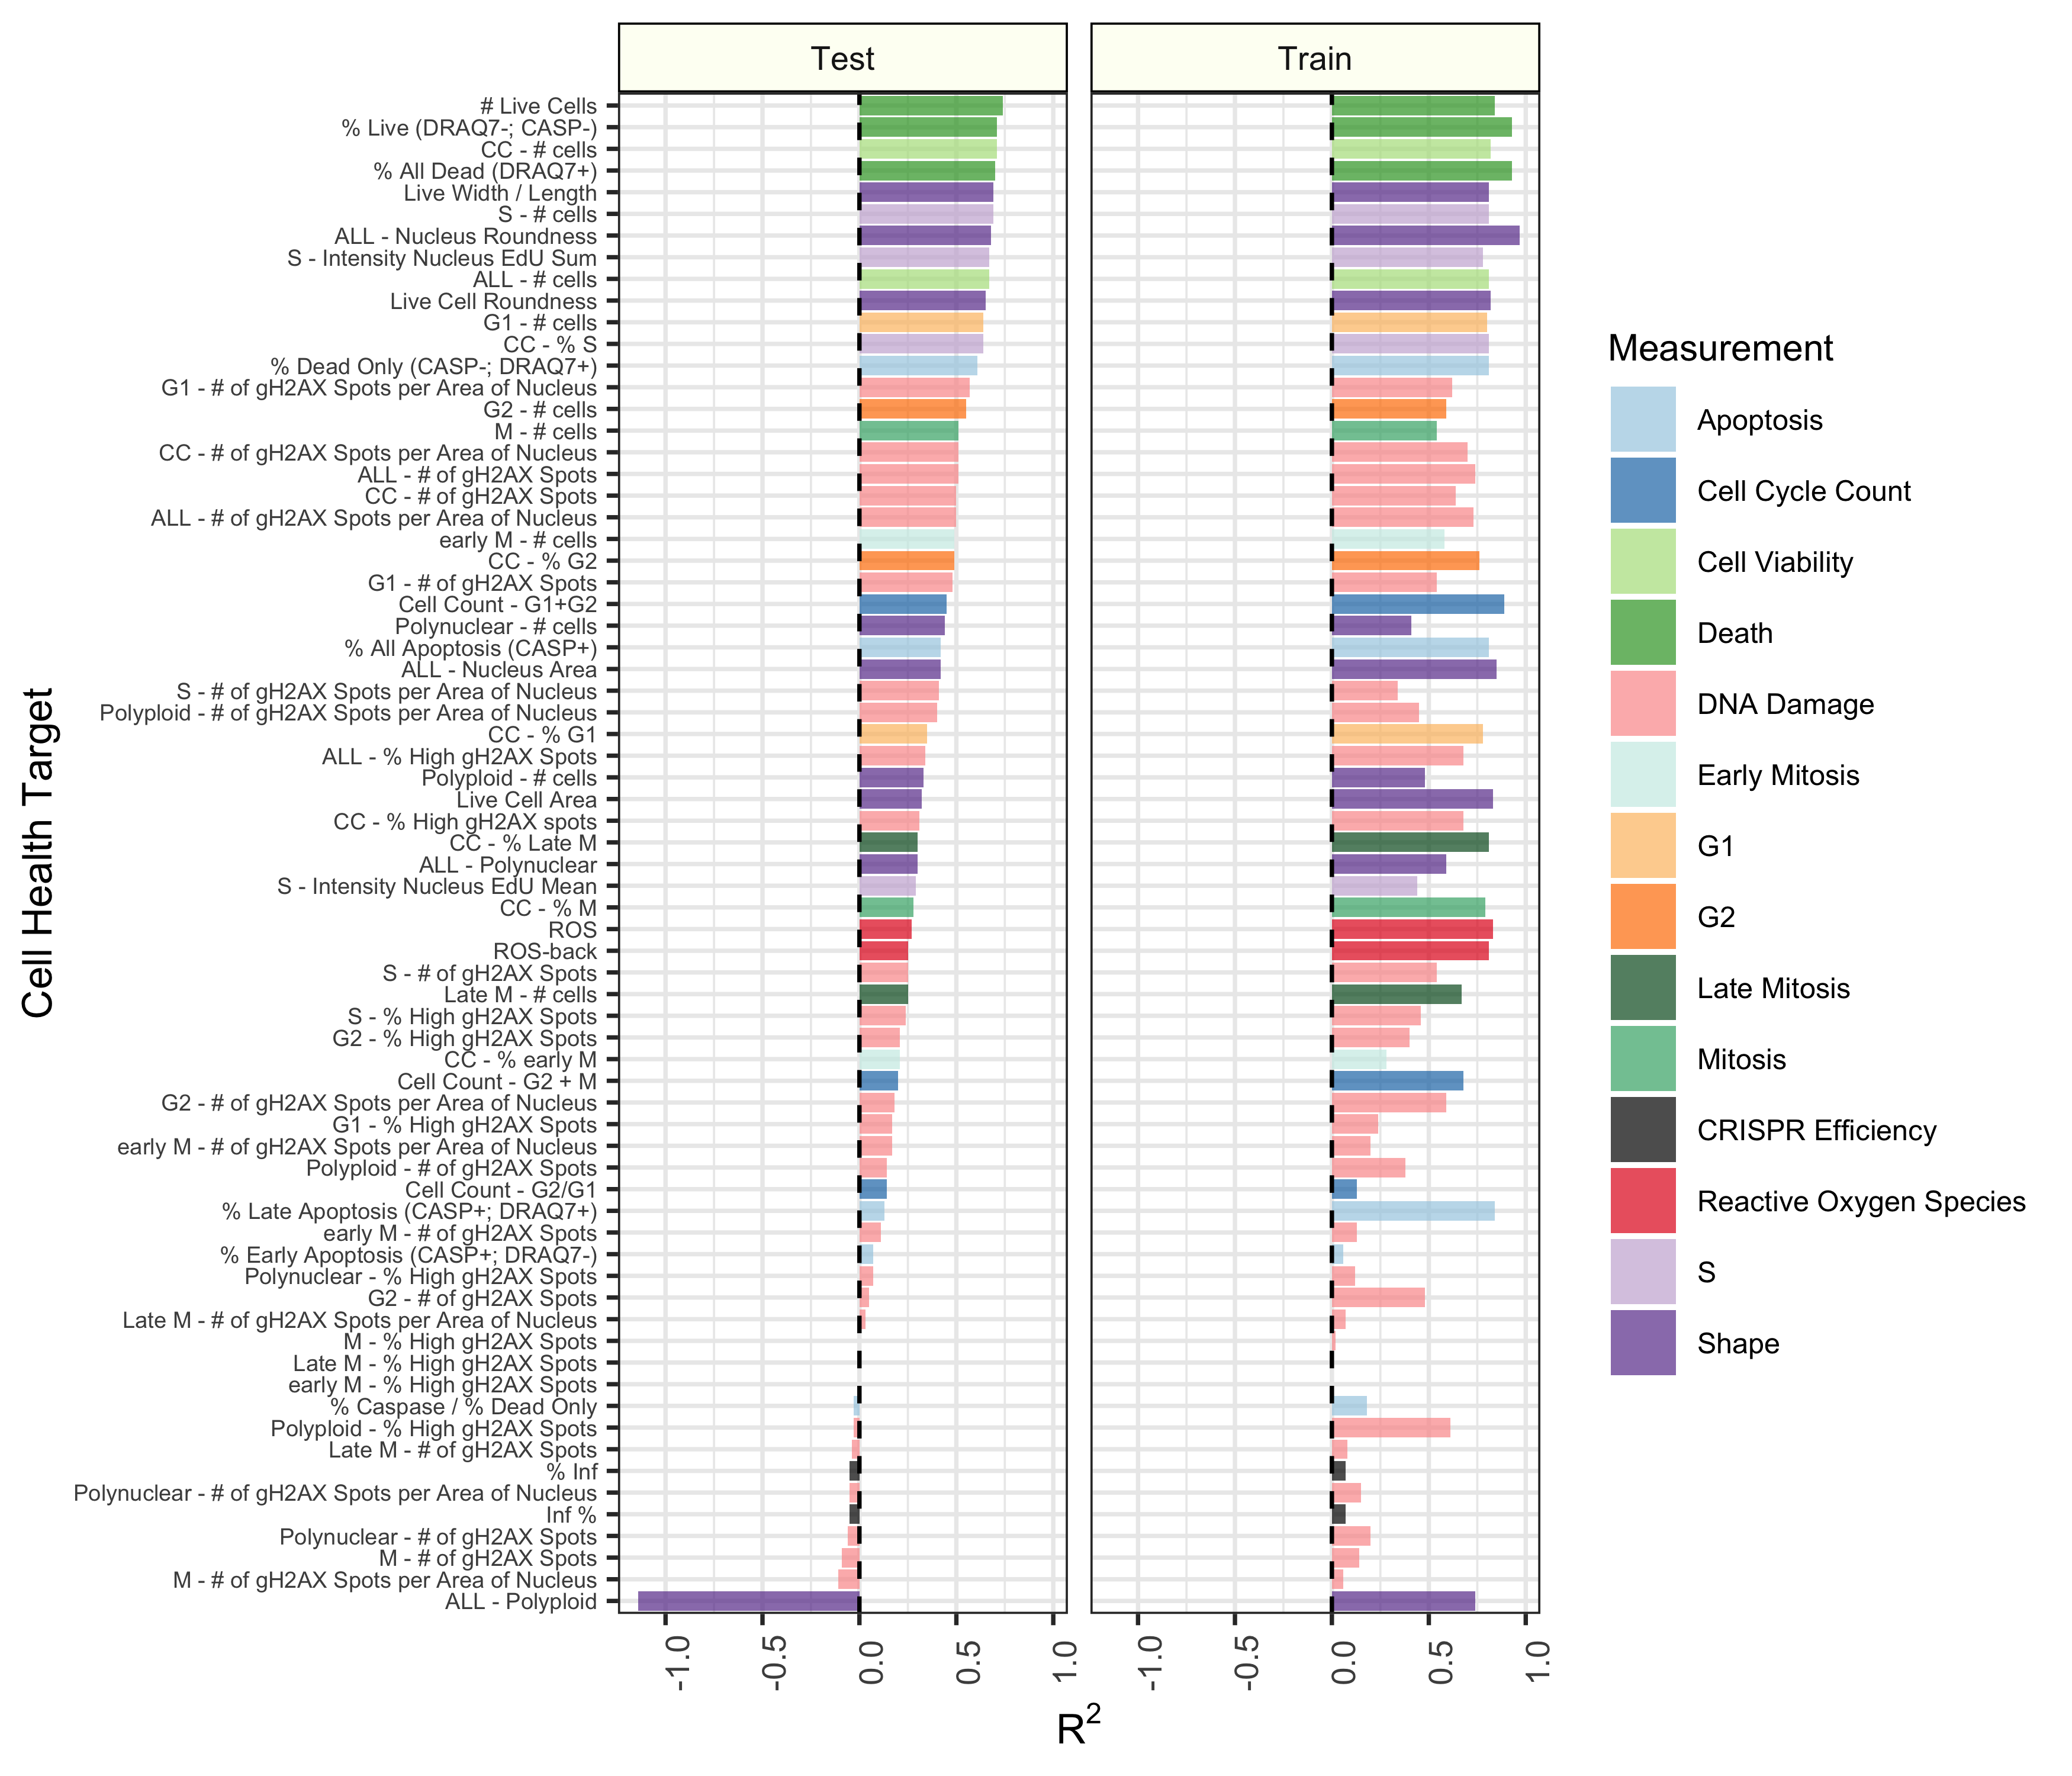 Test
Train
# Live Cells
% Live (DRAQ7-; CASP-)
CC - # cells
% All Dead (DRAQ7+)
Live Width / Length
S - # cells
ALL - Nucleus Roundness
S - Intensity Nucleus EdU Sum
ALL - # cells
Live Cell Roundness
G1 - # cells
CC - % S
% Dead Only (CASP-; DRAQ7+)
G1 - # of gH2AX Spots per Area of Nucleus
G2 - # cells
M - # cells
CC - # of gH2AX Spots per Area of Nucleus
ALL - # of gH2AX Spots
CC - # of gH2AX Spots
ALL - # of gH2AX Spots per Area of Nucleus
early M - # cells
CC - % G2
G1 - # of gH2AX Spots
Cell Count - G1+G2
Polynuclear - # cells
% All Apoptosis (CASP+)
ALL - Nucleus Area
S - # of gH2AX Spots per Area of Nucleus
Polyploid - # of gH2AX Spots per Area of Nucleus
CC - % G1
ALL - % High gH2AX Spots
Polyploid - # cells
Live Cell Area
CC - % High gH2AX spots
CC - % Late M
ALL - Polynuclear
S - Intensity Nucleus EdU Mean
CC - % M
ROS
ROS-back
S - # of gH2AX Spots
Late M - # cells
S - % High gH2AX Spots
G2 - % High gH2AX Spots
CC - % early M
Cell Count - G2 + M
G2 - # of gH2AX Spots per Area of Nucleus
G1 - % High gH2AX Spots
early M - # of gH2AX Spots per Area of Nucleus
Polyploid - # of gH2AX Spots
Cell Count - G2/G1
% Late Apoptosis (CASP+; DRAQ7+)
early M - # of gH2AX Spots
% Early Apoptosis (CASP+; DRAQ7-)
Polynuclear - % High gH2AX Spots
G2 - # of gH2AX Spots
Late M - # of gH2AX Spots per Area of Nucleus
M - % High gH2AX Spots
Late M - % High gH2AX Spots
early M - % High gH2AX Spots
% Caspase / % Dead Only
Polyploid - % High gH2AX Spots
Late M - # of gH2AX Spots
% Inf
Polynuclear - # of gH2AX Spots per Area of Nucleus
Inf %
Polynuclear - # of gH2AX Spots
M - # of gH2AX Spots
M - # of gH2AX Spots per Area of Nucleus
ALL - Polyploid
Cell Health Target
-1.0 -0.5 0.0 0.5 1.0
-1.0 -0.5 0.0 0.5 1.0
R²
Measurement
Apoptosis
Cell Cycle Count
Cell Viability
Death
DNA Damage
Early Mitosis
G1
G2
Late Mitosis
Mitosis
CRISPR Efficiency
Reactive Oxygen Species
S
Shape